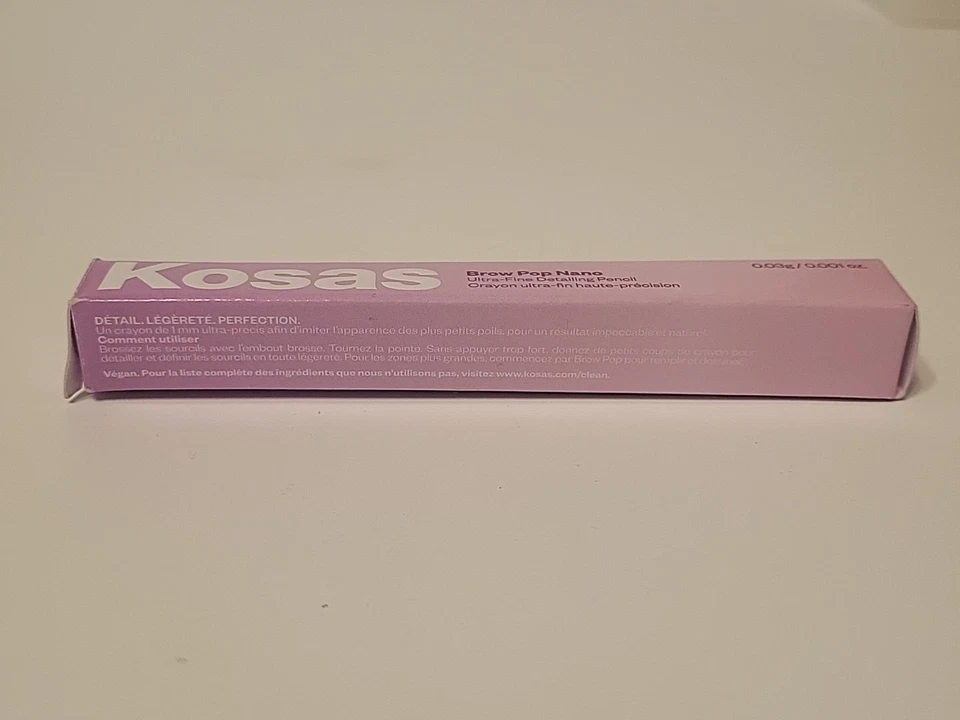 Kosas
Brow Pop Nano
Ultra-Fine Detailing Pencil
Crayon ultra-fin haute-précision
0.03g / 0.001 oz.
DÉTAIL. LÉGÈRETÉ. PERFECTION.
Un crayon de 1 mm ultra-précis afin d'imiter l'apparence des plus petits poils, pour un résultat impeccable et naturel.
Comment utiliser
Brossez les sourcils avec l'embout brosse. Tournez la pointe. Sans appuyer trop fort, donnez de petits coups de crayon pour
détailler et définir les sourcils en toute légèreté. Pour les zones plus grandes, commencez par Brow Pop pour remplir et dessiner.
Végan. Pour la liste complète des ingrédients que nous n'utilisons pas, visitez www.kosas.com/clean.